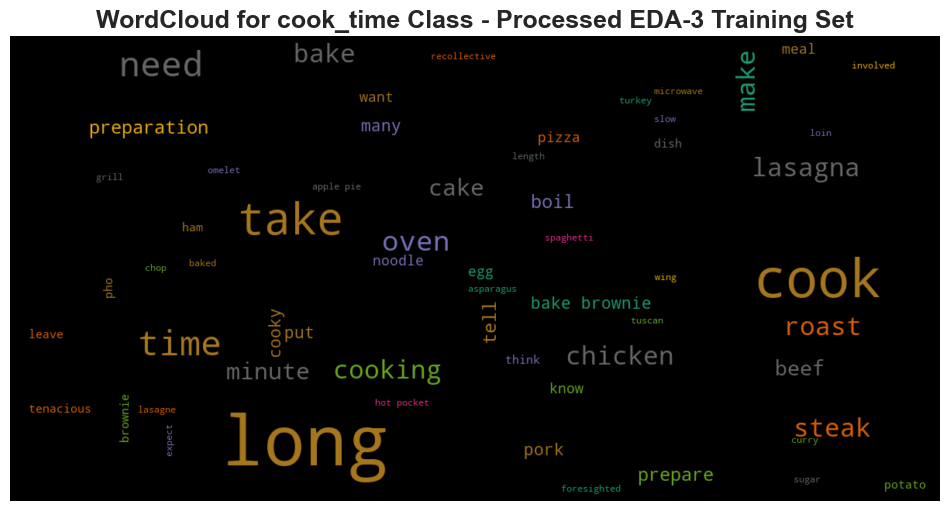 WordCloud for cook_time Class - Processed EDA-3 Training Set
need
bake
recollective
make
meal
involved
want
turkey
microwave
preparation
many
slow
loin
pizza
dish
length
lasagna
grill
omelet
apple pie
cake
boil
take
ham
oven
spaghetti
noodle
chop
baked
egg
wing
cook
pho
asparagus
bake brownie
tell
tuscan
roast
leave
time
cooky
put
minute
cooking
think
chicken
beef
know
tenacious
brownie
lasagne
hot pocket
expect
long
steak
curry
pork
prepare
sugar
foresighted
potato